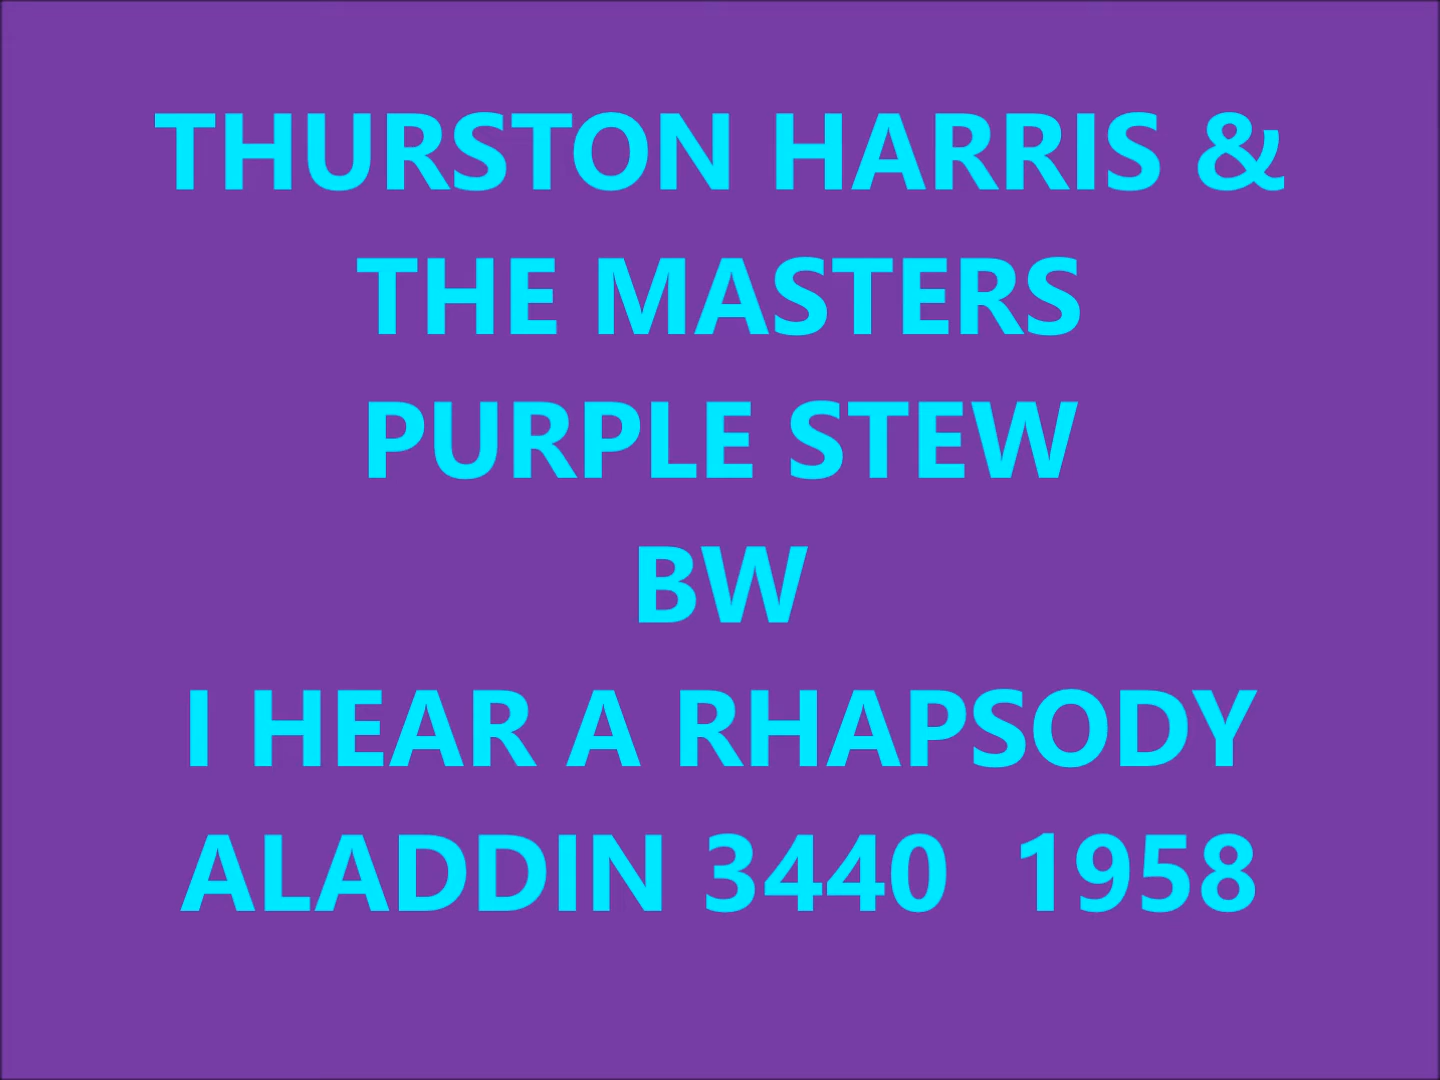 THURSTON HARRIS &
THE MASTERS
PURPLE STEW
BW
I HEAR A RHAPSODY
ALADDIN 3440  1958